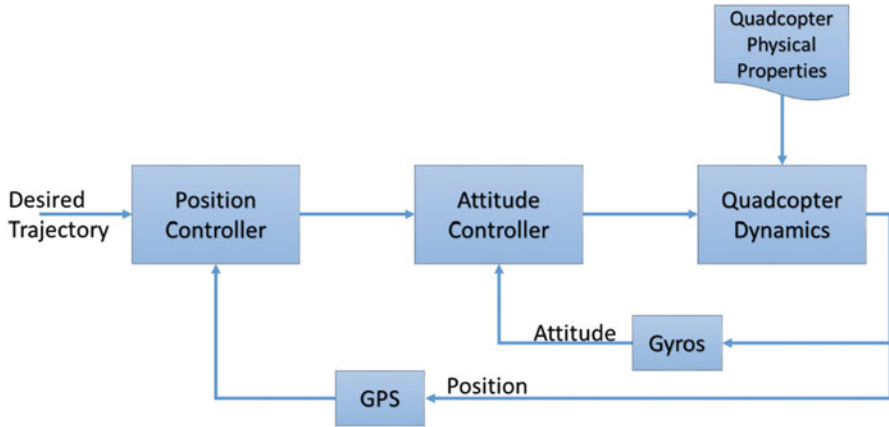 Quadcopter
Physical
Properties
Desired
Trajectory
Position
Controller
Attitude
Controller
Quadcopter
Dynamics
Attitude
Gyros
GPS
Position